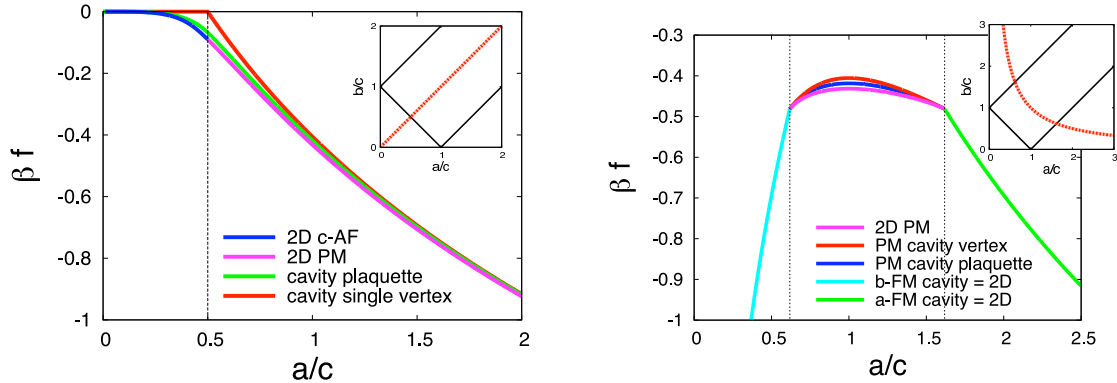 0
-0.2
-0.4
-0.6
-0.8
-1
β f
0 0.5 1 1.5 2
a/c
2D c-AF
2D PM
cavity plaquette
cavity single vertex
2
1
0
b/c
0 1 2
a/c
-0.3
-0.4
-0.5
-0.6
-0.7
-0.8
-0.9
-1
β f
0 0.5 1 1.5 2 2.5
a/c
2D PM
PM cavity vertex
PM cavity plaquette
b-FM cavity = 2D
a-FM cavity = 2D
3
2
1
0
b/c
0 1 2 3
a/c